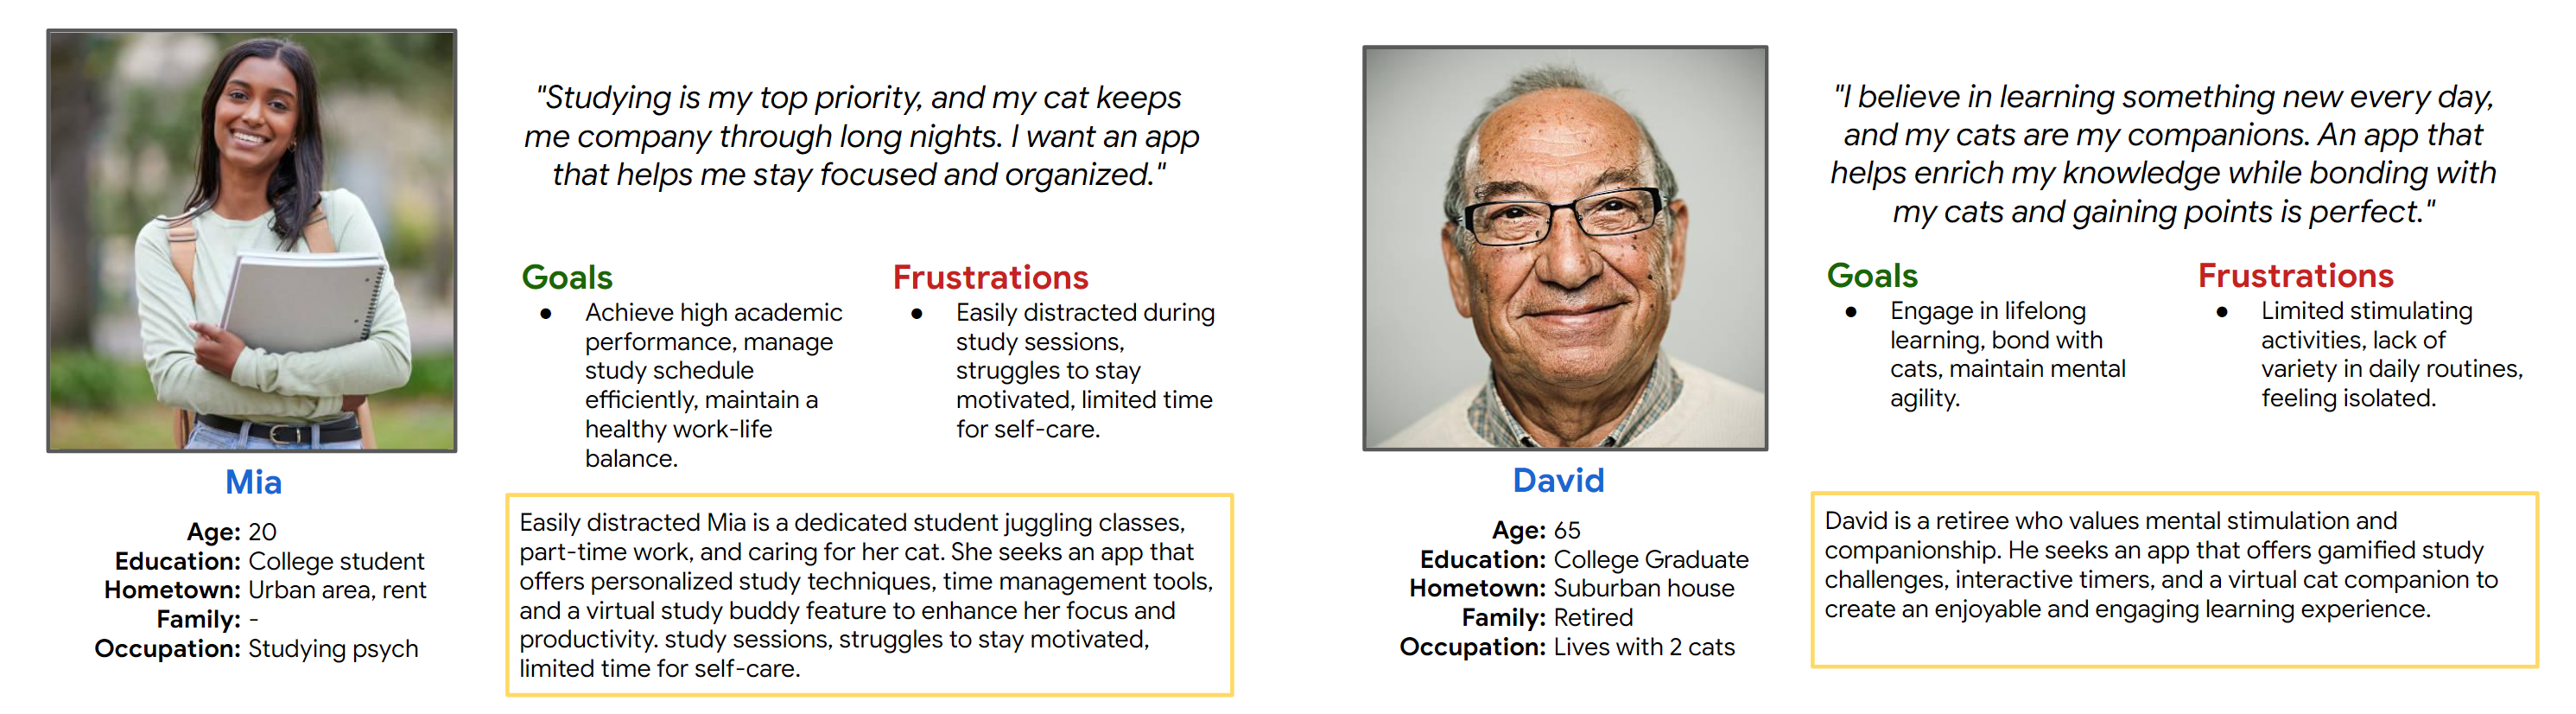 "Studying is my top priority, and my cat keeps
me company through long nights. I want an app
that helps me stay focused and organized."
Goals
● Achieve high academic
performance, manage
study schedule
efficiently, maintain a
healthy work-life
balance.
Frustrations
● Easily distracted during
study sessions,
struggles to stay
motivated, limited time
for self-care.
Mia
Age: 20
Education: College student
Hometown: Urban area, rent
Family: -
Occupation: Studying psych
Easily distracted Mia is a dedicated student juggling classes,
part-time work, and caring for her cat. She seeks an app that
offers personalized study techniques, time management tools,
and a virtual study buddy feature to enhance her focus and
productivity. study sessions, struggles to stay motivated,
limited time for self-care.
"I believe in learning something new every day,
and my cats are my companions. An app that
helps enrich my knowledge while bonding with
my cats and gaining points is perfect."
Goals
● Engage in lifelong
learning, bond with
cats, maintain mental
agility.
Frustrations
● Limited stimulating
activities, lack of
variety in daily routines,
feeling isolated.
David
Age: 65
Education: College Graduate
Hometown: Suburban house
Family: Retired
Occupation: Lives with 2 cats
David is a retiree who values mental stimulation and
companionship. He seeks an app that offers gamified study
challenges, interactive timers, and a virtual cat companion to
create an enjoyable and engaging learning experience.